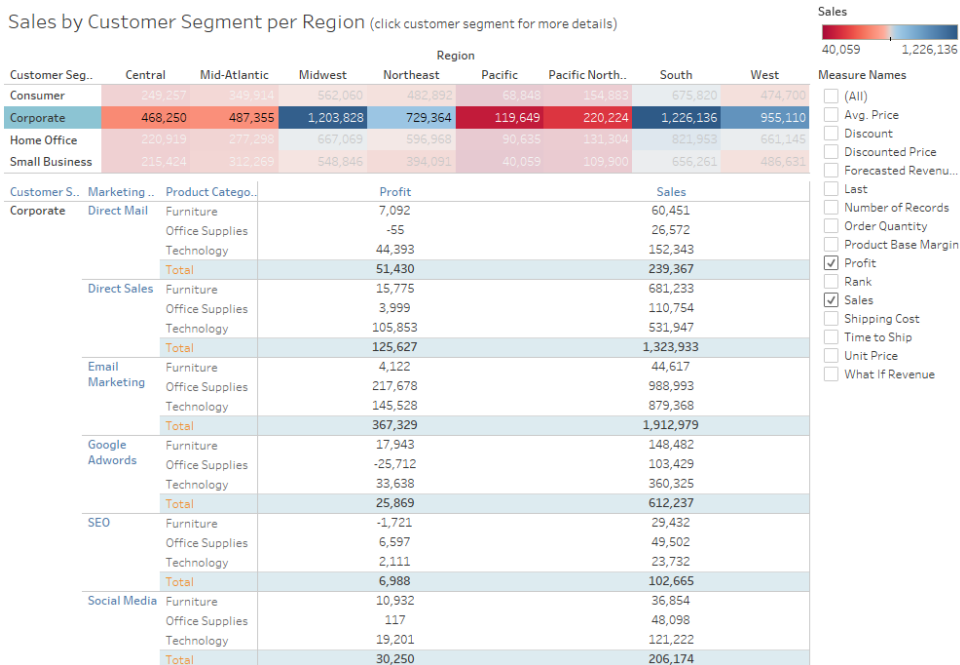 Sales by Customer Segment per Region (click customer segment for more details)
Region
Customer Seg.. Central Mid-Atlantic Midwest Northeast Pacific Pacific North.. South West
Consumer 249,257 349,914 562,060 482,892 68,848 154,883 675,820 474,700
Corporate 468,250 487,355 1,203,828 729,364 119,649 220,224 1,226,136 955,110
Home Office 220,919 277,298 667,069 596,968 90,635 131,304 821,953 661,145
Small Business 215,424 312,269 548,846 394,091 40,059 109,900 656,261 486,631
Customer S.. Marketing .. Product Catego.. Profit Sales
Corporate Direct Mail Furniture 7,092 60,451
Office Supplies -55 26,572
Technology 44,393 152,343
Total 51,430 239,367
Direct Sales Furniture 15,775 681,233
Office Supplies 3,999 110,754
Technology 105,853 531,947
Total 125,627 1,323,933
Email Marketing Furniture 4,122 44,617
Office Supplies 217,678 988,993
Technology 145,528 879,368
Total 367,329 1,912,979
Google Adwords Furniture 17,943 148,482
Office Supplies -25,712 103,429
Technology 33,638 360,325
Total 25,869 612,237
SEO Furniture -1,721 29,432
Office Supplies 6,597 49,502
Technology 2,111 23,732
Total 6,988 102,665
Social Media Furniture 10,932 36,854
Office Supplies 117 48,098
Technology 19,201 121,222
Total 30,250 206,174
Sales
40,059 1,226,136
Measure Names
(All)
Avg. Price
Discount
Discounted Price
Forecasted Revenu...
Last
Number of Records
Order Quantity
Product Base Margin
Profit
Rank
Sales
Shipping Cost
Time to Ship
Unit Price
What If Revenue